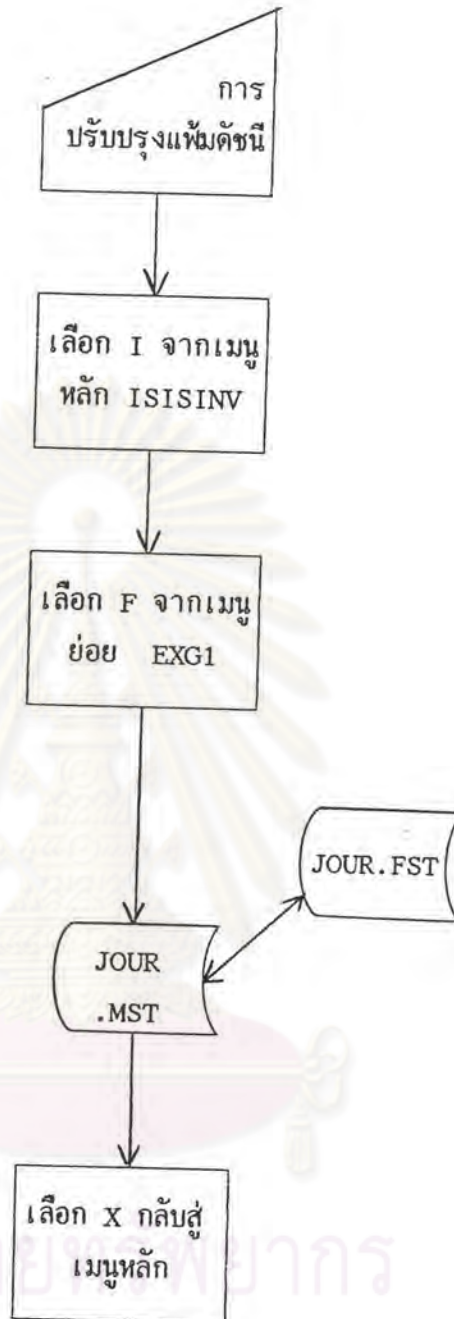 การ
ปรับปรุงแฟ้มดัชนี
เลือก I จากเมนู
หลัก ISISINV
เลือก F จากเมนู
ย่อย EXG1
JOUR.FST
JOUR
.MST
เลือก X กลับสู่
เมนูหลัก